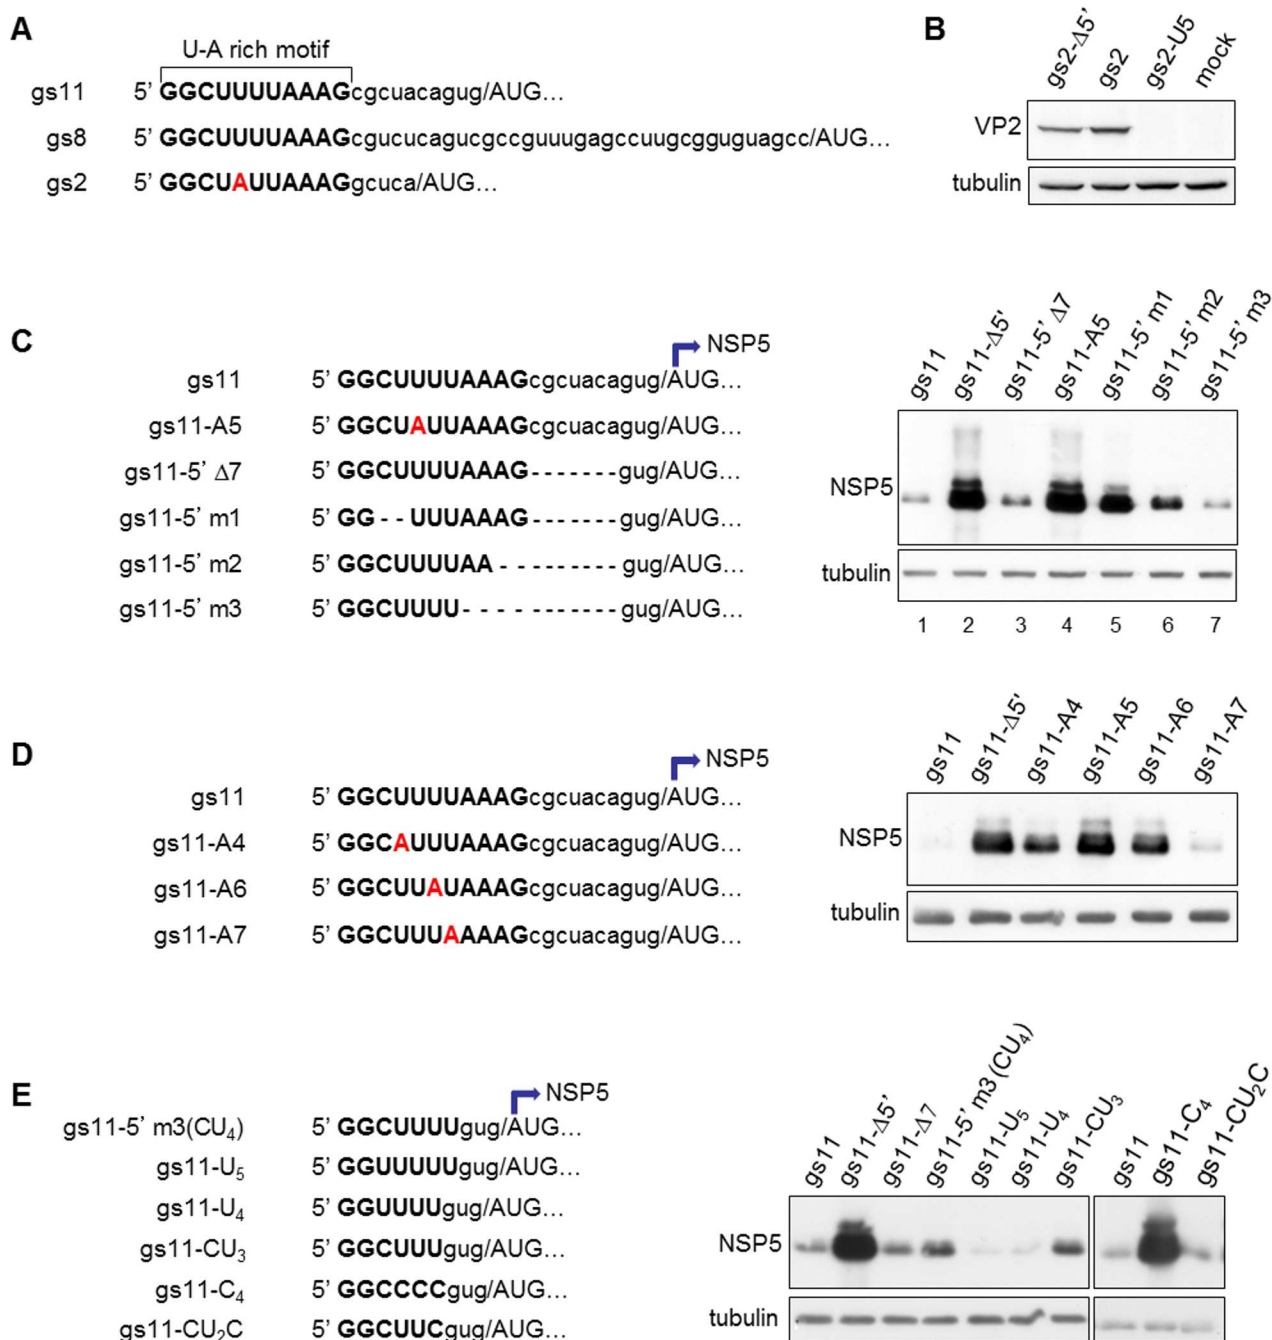 A
U-A rich motif
gs11 5' GGCUUUUAAAGcgcuacagug/AUG...
gs8 5' GGCUUUUAAAGcgucucagucgccguuugagccuugcgguguagcc/AUG...
gs2 5' GGCUAUUAAAGgcuca/AUG...
B
gs2-Δ5' gs2 gs2-U5 mock
VP2
tubulin
C
NSP5
gs11 5' GGCUUUUAAAGcgcuacagug/AUG...
gs11-A5 5' GGCUAUUAAAGcgcuacagug/AUG...
gs11-5' Δ7 5' GGCUUUUAAAG-------gug/AUG...
gs11-5' m1 5' GG--UUUUAAAG-------gug/AUG...
gs11-5' m2 5' GGCUUUUAA---------gug/AUG...
gs11-5' m3 5' GGCUUUU----------gug/AUG...
gs11 gs11-Δ5' gs11-5' Δ7 gs11-A5 gs11-5' m1 gs11-5' m2 gs11-5' m3
NSP5
tubulin
1 2 3 4 5 6 7
D
NSP5
gs11 5' GGCUUUUAAAGcgcuacagug/AUG...
gs11-A4 5' GGCAUUUAAAGcgcuacagug/AUG...
gs11-A6 5' GGCUUAUAAAGcgcuacagug/AUG...
gs11-A7 5' GGCUUUAAAAGcgcuacagug/AUG...
gs11 gs11-Δ5' gs11-A4 gs11-A5 gs11-A6 gs11-A7
NSP5
tubulin
E
NSP5
gs11-5' m3(CU₄) 5' GGCUUUUgug/AUG...
gs11-U₅ 5' GGUUUUUgug/AUG...
gs11-U₄ 5' GGUUUUgug/AUG...
gs11-CU₃ 5' GGCUUUgug/AUG...
gs11-C₄ 5' GGCCCCgug/AUG...
gs11-CU₂C 5' GGCUUCgug/AUG...
gs11 gs11-Δ5' gs11-Δ7 gs11-5' m3 (CU₄) gs11-U₅ gs11-U₄ gs11-CU₃ gs11 gs11-C₄ gs11-CU₂C
NSP5
tubulin